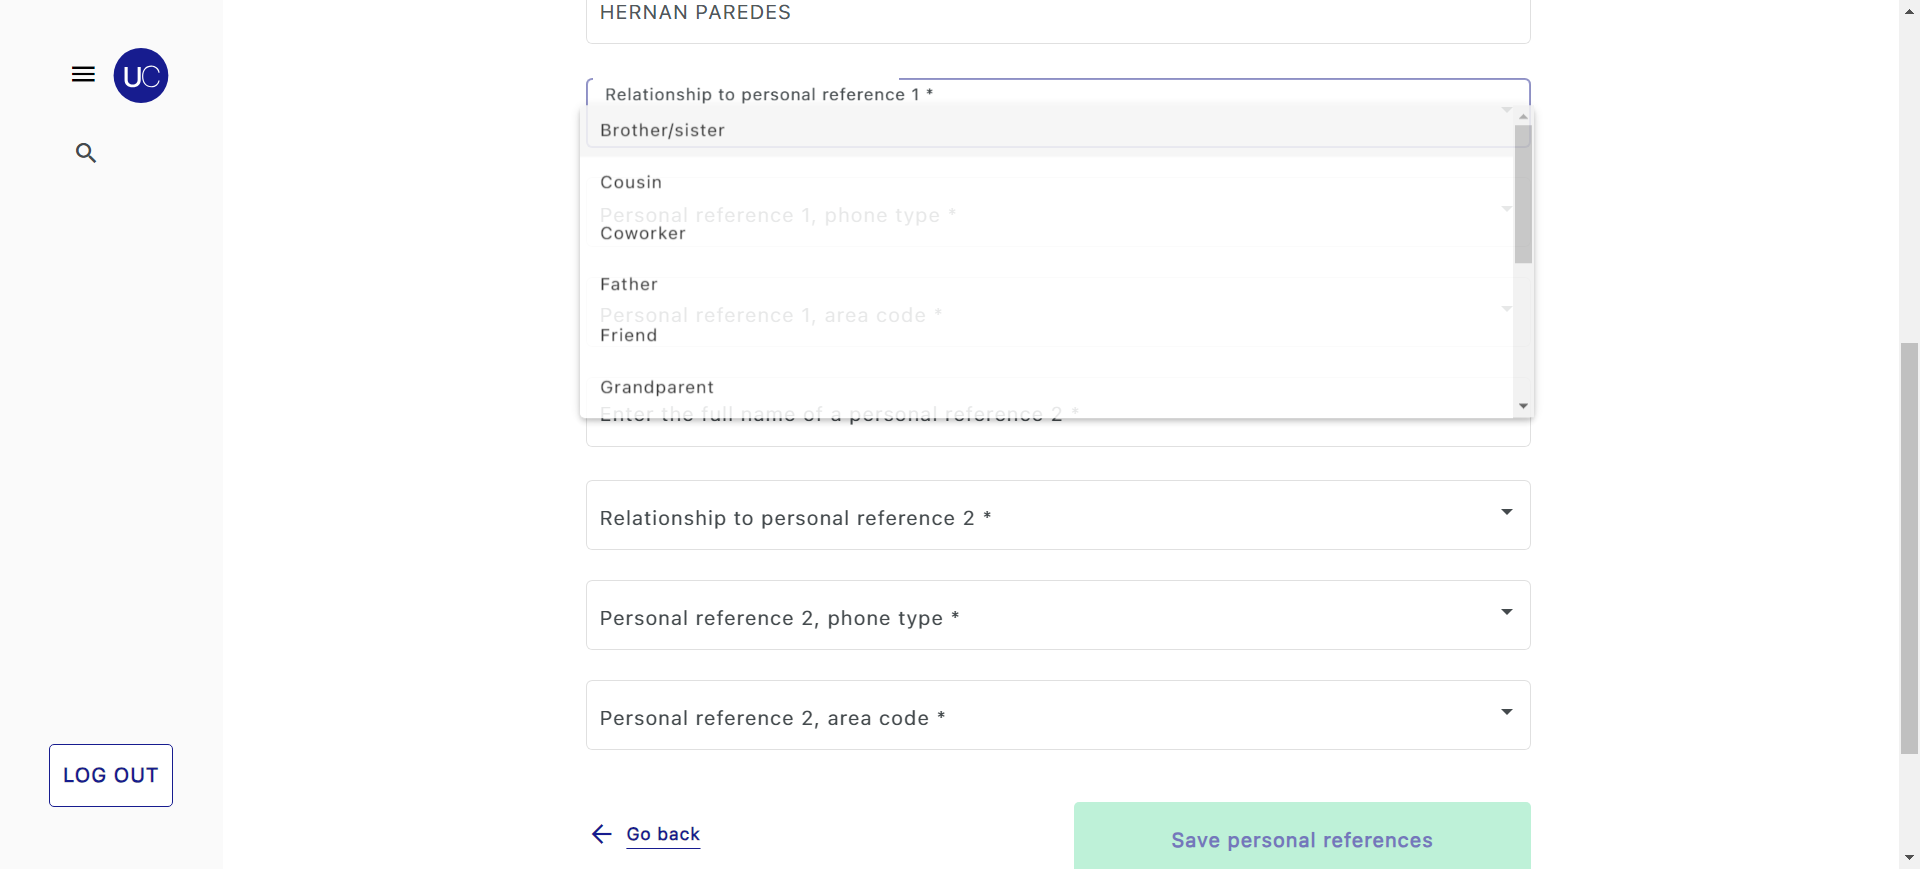 HERNAN PAREDES
UC
Relationship to personal reference 1 *
Brother/sister
Cousin
Personal reference 1, phone type *
Coworker
Father
Personal reference 1, area code *
Friend
Grandparent
Enter the full name of a personal reference 2 *
Relationship to personal reference 2 *
Personal reference 2, phone type *
Personal reference 2, area code *
LOG OUT
Go back
Save personal references